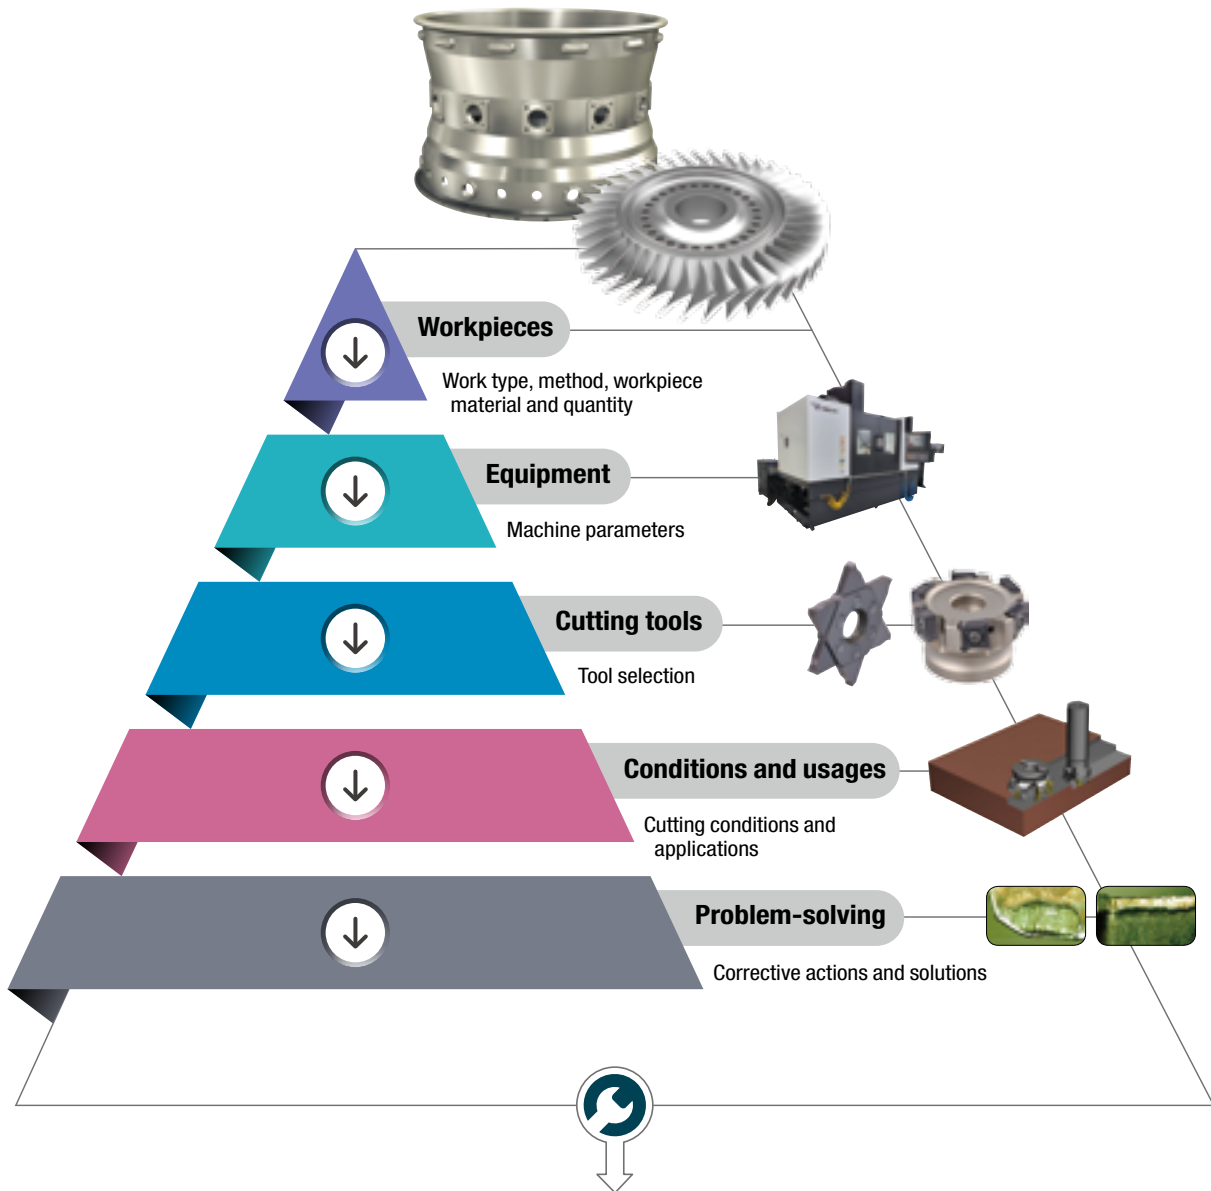 Workpieces
Work type, method, workpiece
material and quantity
Equipment
Machine parameters
Cutting tools
Tool selection
Conditions and usages
Cutting conditions and
applications
Problem-solving
Corrective actions and solutions